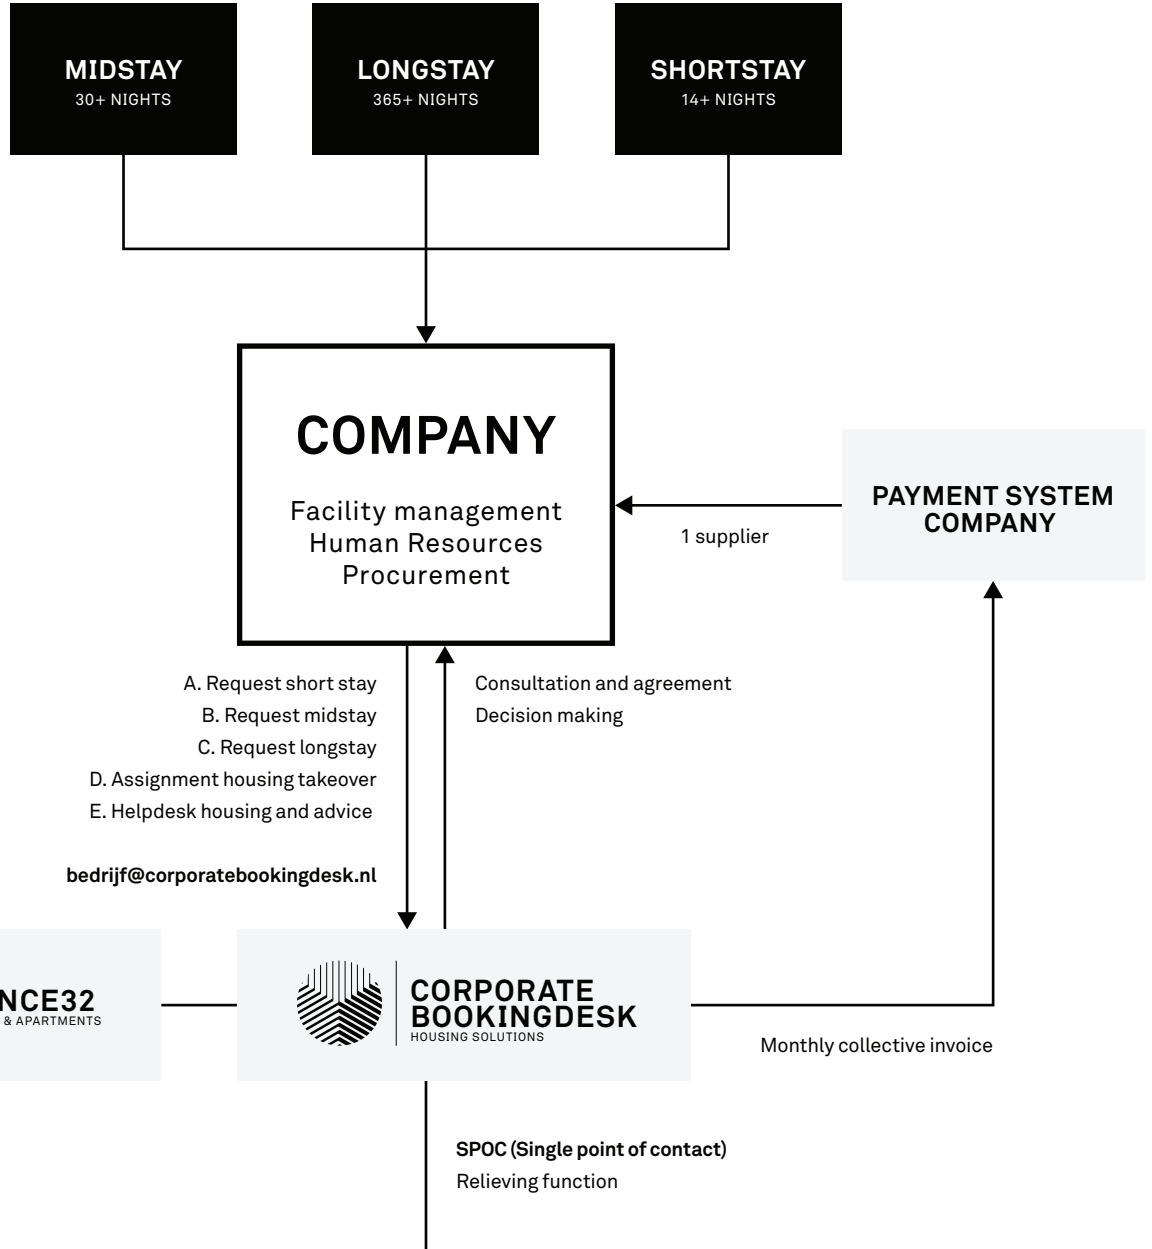 MIDSTAY
30+ NIGHTS
LONGSTAY
365+ NIGHTS
SHORTSTAY
14+ NIGHTS
COMPANY
Facility management
Human Resources
Procurement
PAYMENT SYSTEM
COMPANY
1 supplier
A. Request short stay
B. Request midstay
C. Request longstay
D. Assignment housing takeover
E. Helpdesk housing and advice
bedrijf@corporatebookingdesk.nl
Consultation and agreement
Decision making
NCE32
& APARTMENTS
CORPORATE
BOOKINGDESK
HOUSING SOLUTIONS
Monthly collective invoice
SPOC (Single point of contact)
Relieving function